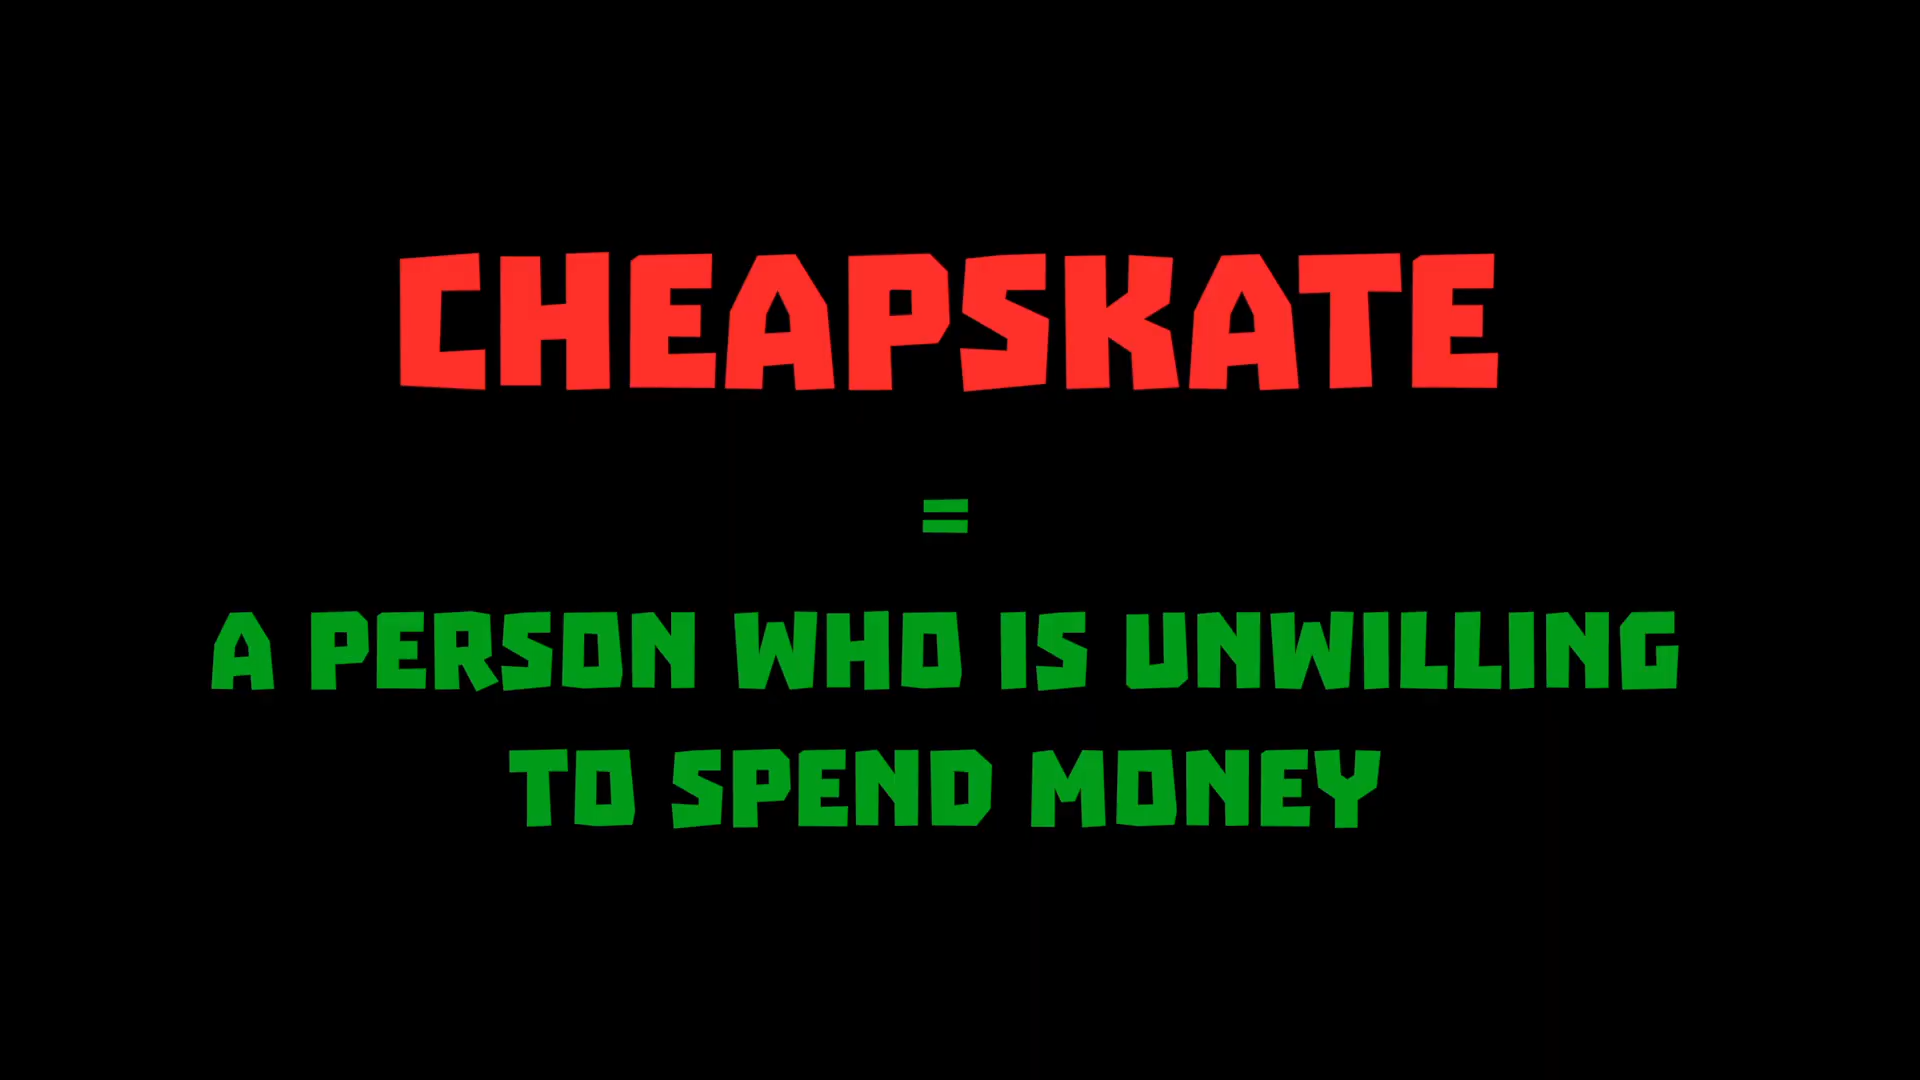 CHEAPSKATE
=
A PERSON WHO IS UNWILLING
TO SPEND MONEY